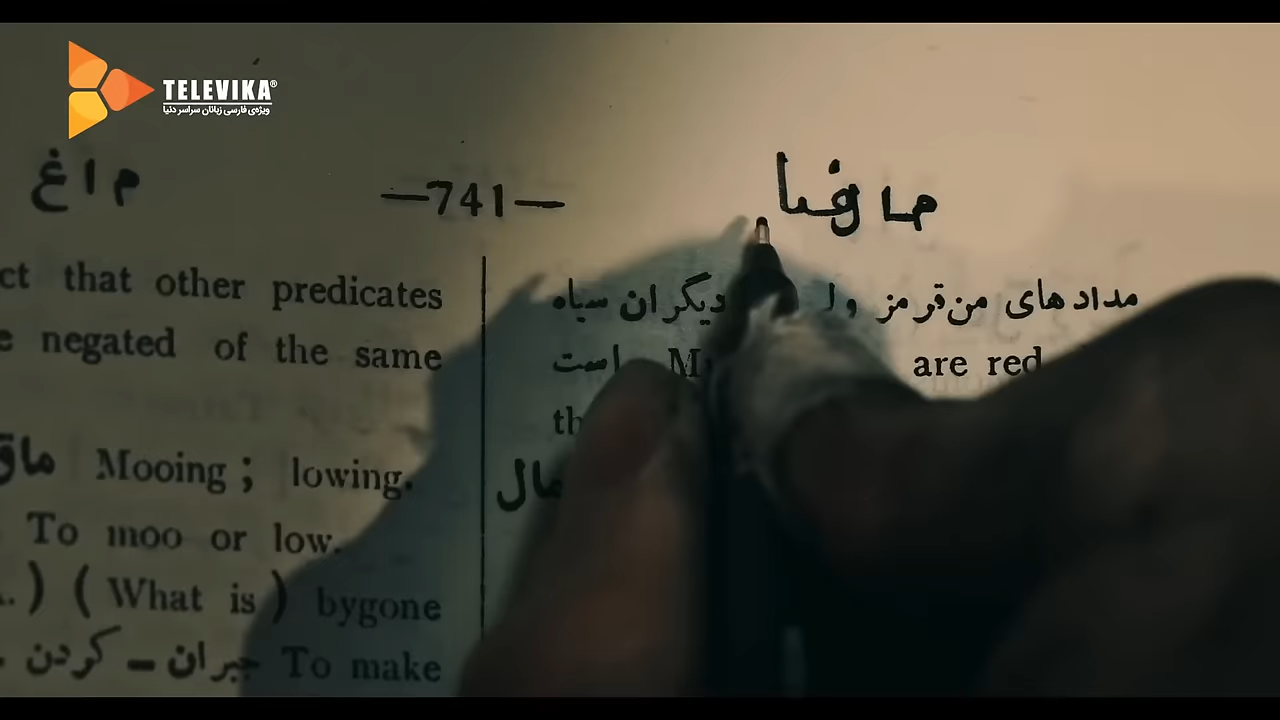 TELEVIKA®
ویژه‌ی فارسی زبانان سراسر دنیا
م ا غ
—741—
ما فیا
ct that other predicates
e negated of the same
ماق Mooing ; lowing.
To moo or low.
.) ( What is ) bygone
جبران – کردن
To make
مدادهای من قرمز و دیگران سیاه
است are red
مال